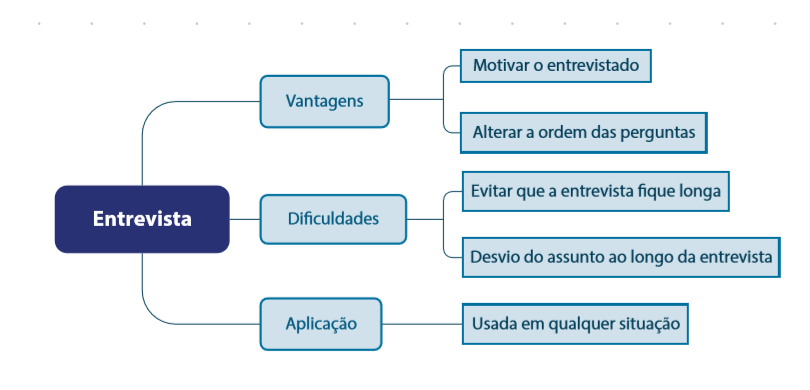 Entrevista
Vantagens
Motivar o entrevistado
Alterar a ordem das perguntas
Dificuldades
Evitar que a entrevista fique longa
Desvio do assunto ao longo da entrevista
Aplicação
Usada em qualquer situação